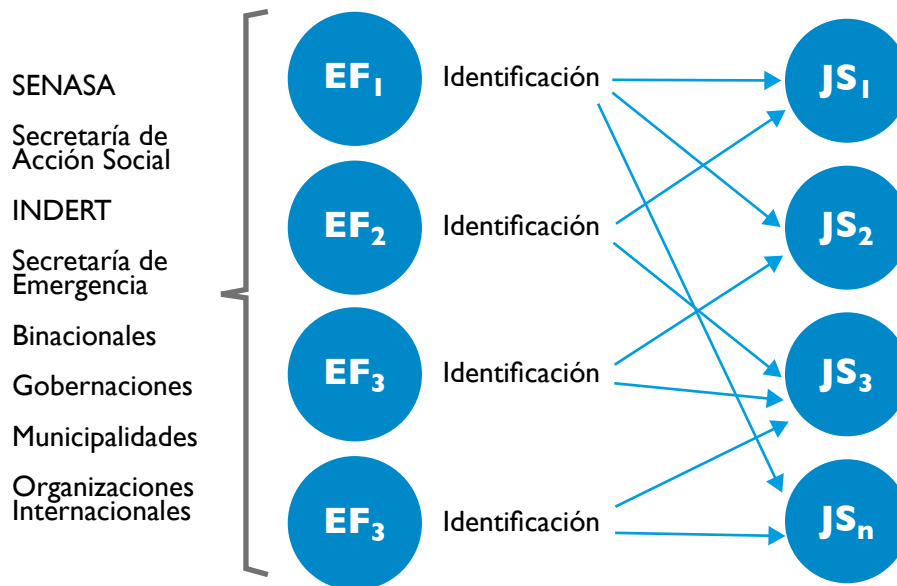 SENASA
Secretaría de
Acción Social
INDERT
Secretaría de
Emergencia
Binacionales
Gobernaciones
Municipalidades
Organizaciones
Internacionales
EF₁
Identificación
JS₁
EF₂
Identificación
JS₂
EF₃
Identificación
JS₃
EF₃
Identificación
JSₙ